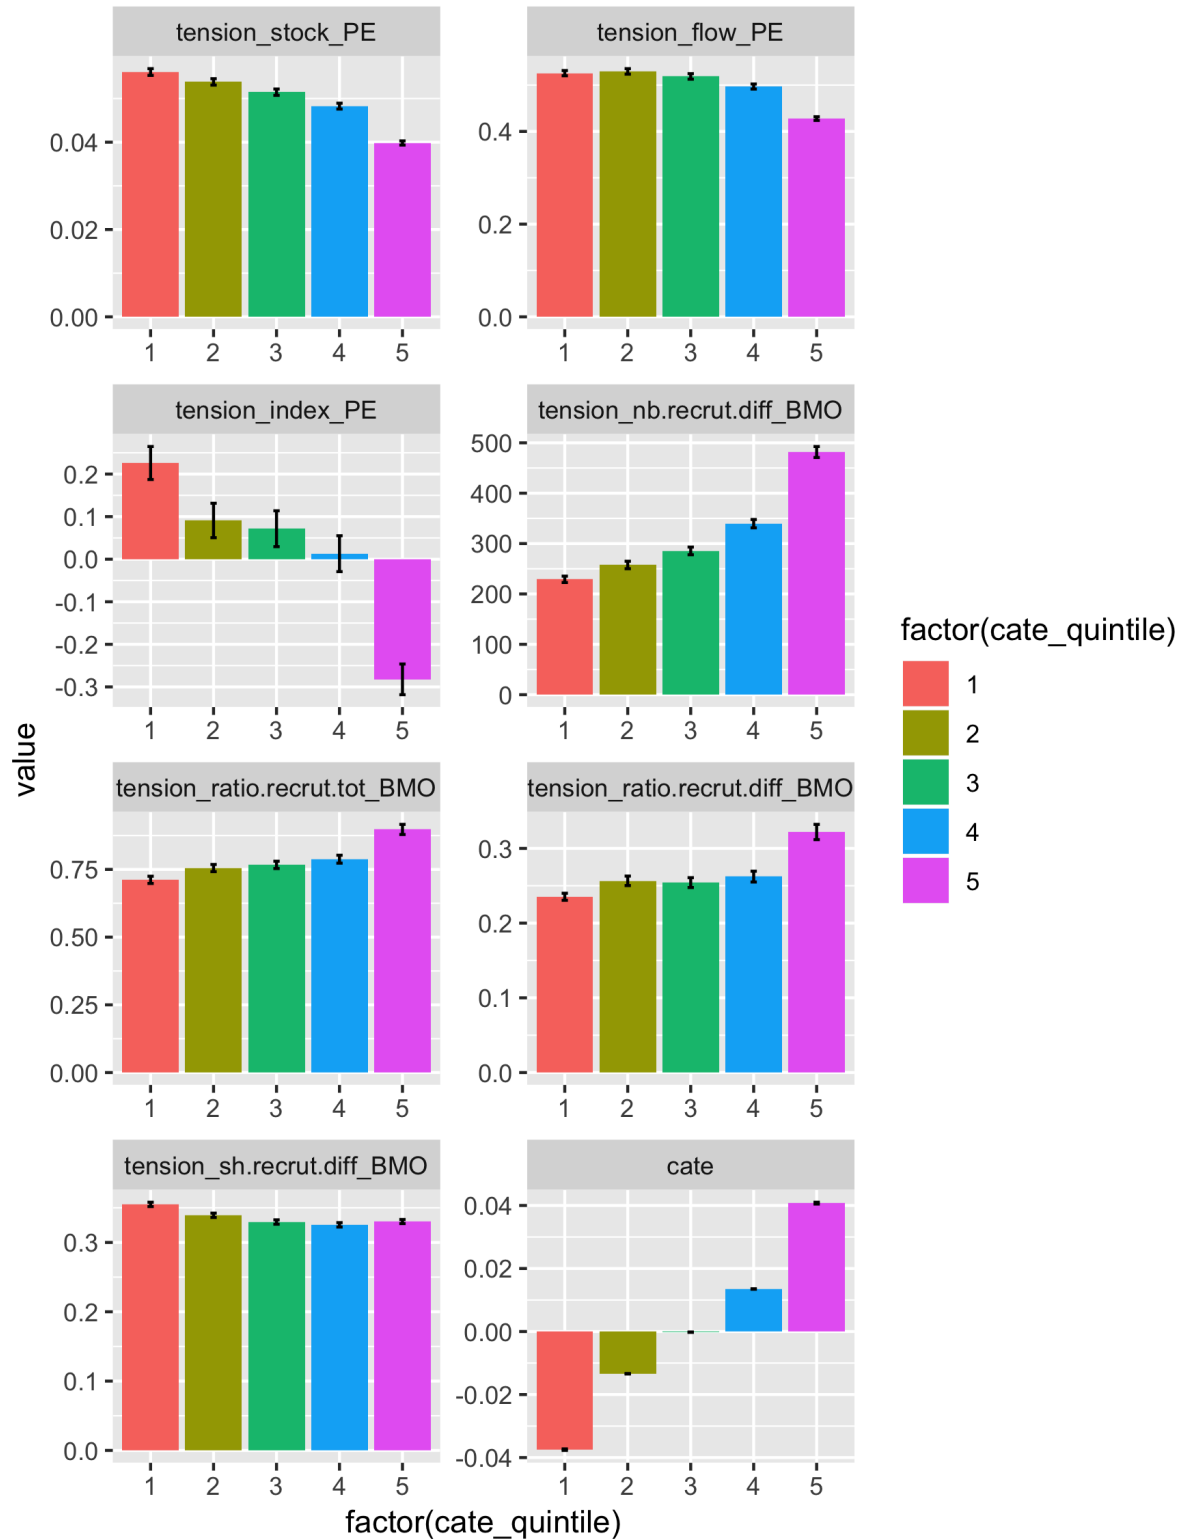 tension_stock_PE
tension_flow_PE
0.04
0.02
0.00
1 2 3 4 5
0.4
0.2
0.0
1 2 3 4 5
tension_index_PE
tension_nb.recrut.diff_BMO
0.2
0.1
0.0
-0.1
-0.2
-0.3
1 2 3 4 5
500
400
300
200
100
0
1 2 3 4 5
tension_ratio.recrut.tot_BMO
tension_ratio.recrut.diff_BMO
0.75
0.50
0.25
0.00
1 2 3 4 5
0.3
0.2
0.1
0.0
1 2 3 4 5
tension_sh.recrut.diff_BMO
cate
0.3
0.2
0.1
0.0
1 2 3 4 5
0.04
0.02
0.00
-0.02
-0.04
1 2 3 4 5
value
factor(cate_quintile)
factor(cate_quintile)
1
2
3
4
5